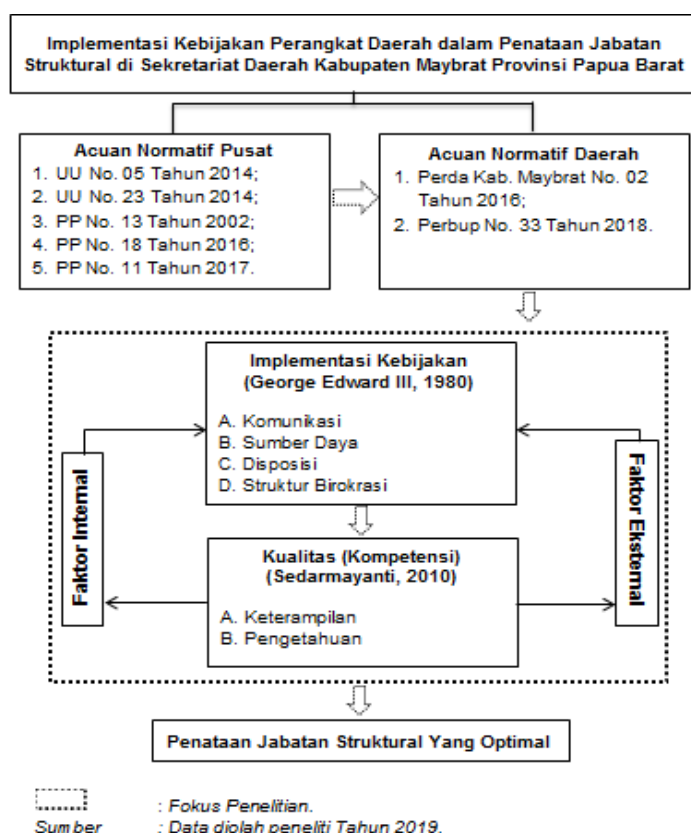 Implementasi Kebijakan Perangkat Daerah dalam Penataan Jabatan
Struktural di Sekretariat Daerah Kabupaten Maybrat Provinsi Papua Barat
Acuan Normatif Pusat
1. UU No. 05 Tahun 2014;
2. UU No. 23 Tahun 2014;
3. PP No. 13 Tahun 2002;
4. PP No. 18 Tahun 2016;
5. PP No. 11 Tahun 2017.
Acuan Normatif Daerah
1. Perda Kab. Maybrat No. 02
Tahun 2016;
2. Perbup No. 33 Tahun 2018.
Implementasi Kebijakan
(George Edward III, 1980)
A. Komunikasi
B. Sumber Daya
C. Disposisi
D. Struktur Birokrasi
Faktor Internal
Faktor Eksternal
Kualitas (Kompetensi)
(Sedarmayanti, 2010)
A. Keterampilan
B. Pengetahuan
Penataan Jabatan Struktural Yang Optimal
: Fokus Penelitian.
Sumber : Data diolah peneliti Tahun 2019.